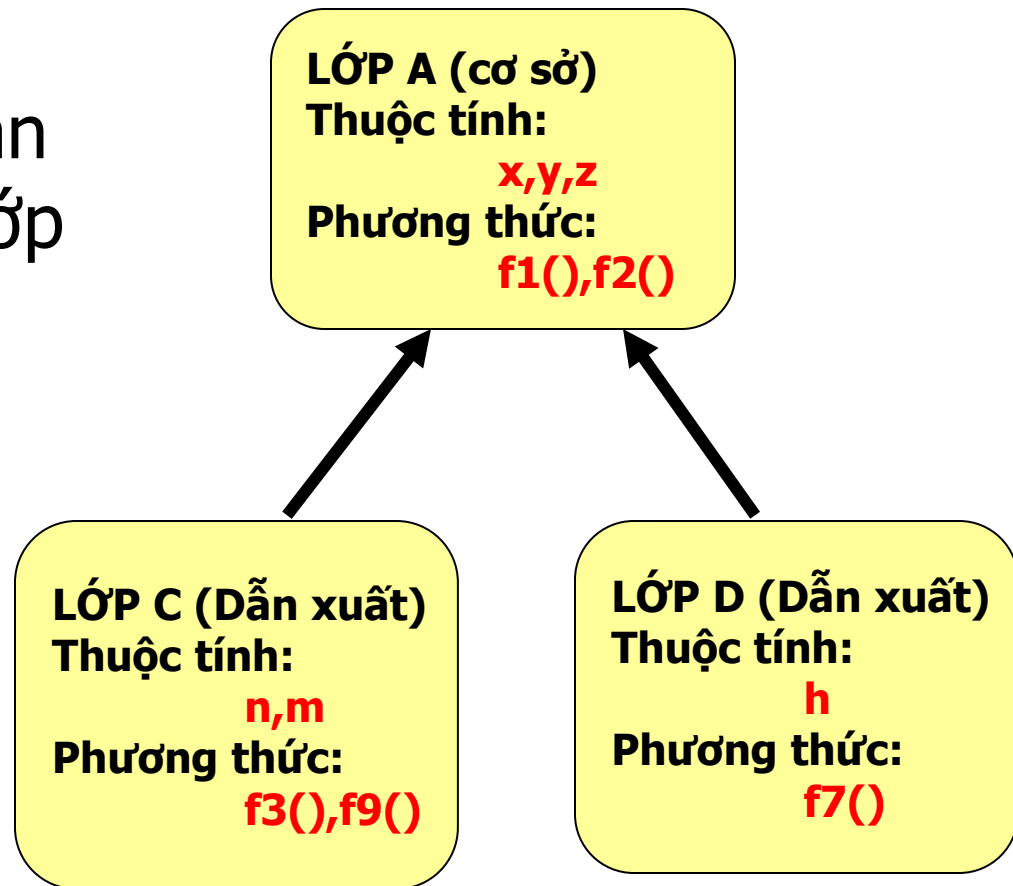 ớp
LỚP A (cơ sở)
Thuộc tính:
x,y,z
Phương thức:
f1(),f2()
LỚP C (Dẫn xuất)
Thuộc tính:
n,m
Phương thức:
f3(),f9()
LỚP D (Dẫn xuất)
Thuộc tính:
h
Phương thức:
f7()